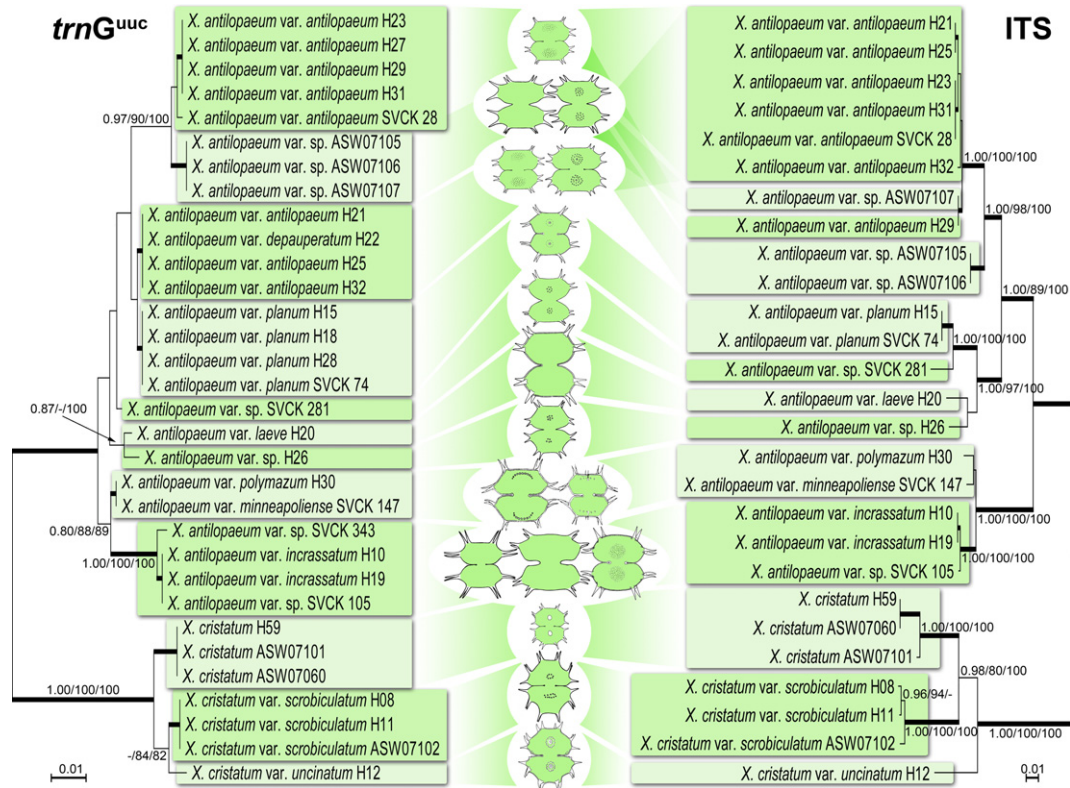 trnGuuc
X. antilopaeum var. antilopaeum H23
X. antilopaeum var. antilopaeum H27
X. antilopaeum var. antilopaeum H29
X. antilopaeum var. antilopaeum H31
X. antilopaeum var. antilopaeum SVCK 28
0.97/90/100
X. antilopaeum var. sp. ASW07105
X. antilopaeum var. sp. ASW07106
X. antilopaeum var. sp. ASW07107
X. antilopaeum var. antilopaeum H21
X. antilopaeum var. depauperatum H22
X. antilopaeum var. antilopaeum H25
X. antilopaeum var. antilopaeum H32
X. antilopaeum var. planum H15
X. antilopaeum var. planum H18
X. antilopaeum var. planum H28
X. antilopaeum var. planum SVCK 74
X. antilopaeum var. sp. SVCK 281
0.87/-/100
X. antilopaeum var. laeve H20
X. antilopaeum var. sp. H26
X. antilopaeum var. polymazum H30
X. antilopaeum var. minneapoliense SVCK 147
0.80/88/89
X. antilopaeum var. sp. SVCK 343
1.00/100/100
X. antilopaeum var. incrassatum H10
X. antilopaeum var. incrassatum H19
X. antilopaeum var. sp. SVCK 105
X. cristatum H59
X. cristatum ASW07101
X. cristatum ASW07060
1.00/100/100
X. cristatum var. scrobiculatum H08
X. cristatum var. scrobiculatum H11
X. cristatum var. scrobiculatum ASW07102
-/84/82
X. cristatum var. uncinatum H12
0.01
ITS
X. antilopaeum var. antilopaeum H21
X. antilopaeum var. antilopaeum H25
X. antilopaeum var. antilopaeum H23
X. antilopaeum var. antilopaeum H31
X. antilopaeum var. antilopaeum SVCK 28
X. antilopaeum var. antilopaeum H32
1.00/100/100
X. antilopaeum var. sp. ASW07107
X. antilopaeum var. antilopaeum H29
1.00/98/100
X. antilopaeum var. sp. ASW07105
X. antilopaeum var. sp. ASW07106
1.00/89/100
X. antilopaeum var. planum H15
X. antilopaeum var. planum SVCK 74
1.00/100/100
X. antilopaeum var. sp. SVCK 281
1.00/97/100
X. antilopaeum var. laeve H20
X. antilopaeum var. sp. H26
X. antilopaeum var. polymazum H30
X. antilopaeum var. minneapoliense SVCK 147
1.00/100/100
X. antilopaeum var. incrassatum H10
X. antilopaeum var. incrassatum H19
1.00/100/100
X. antilopaeum var. sp. SVCK 105
X. cristatum H59
X. cristatum ASW07060
1.00/100/100
X. cristatum ASW07101
0.98/80/100
X. cristatum var. scrobiculatum H08
0.96/94/-
X. cristatum var. scrobiculatum H11
X. cristatum var. scrobiculatum ASW07102
1.00/100/100
1.00/100/100
X. cristatum var. uncinatum H12
0.01